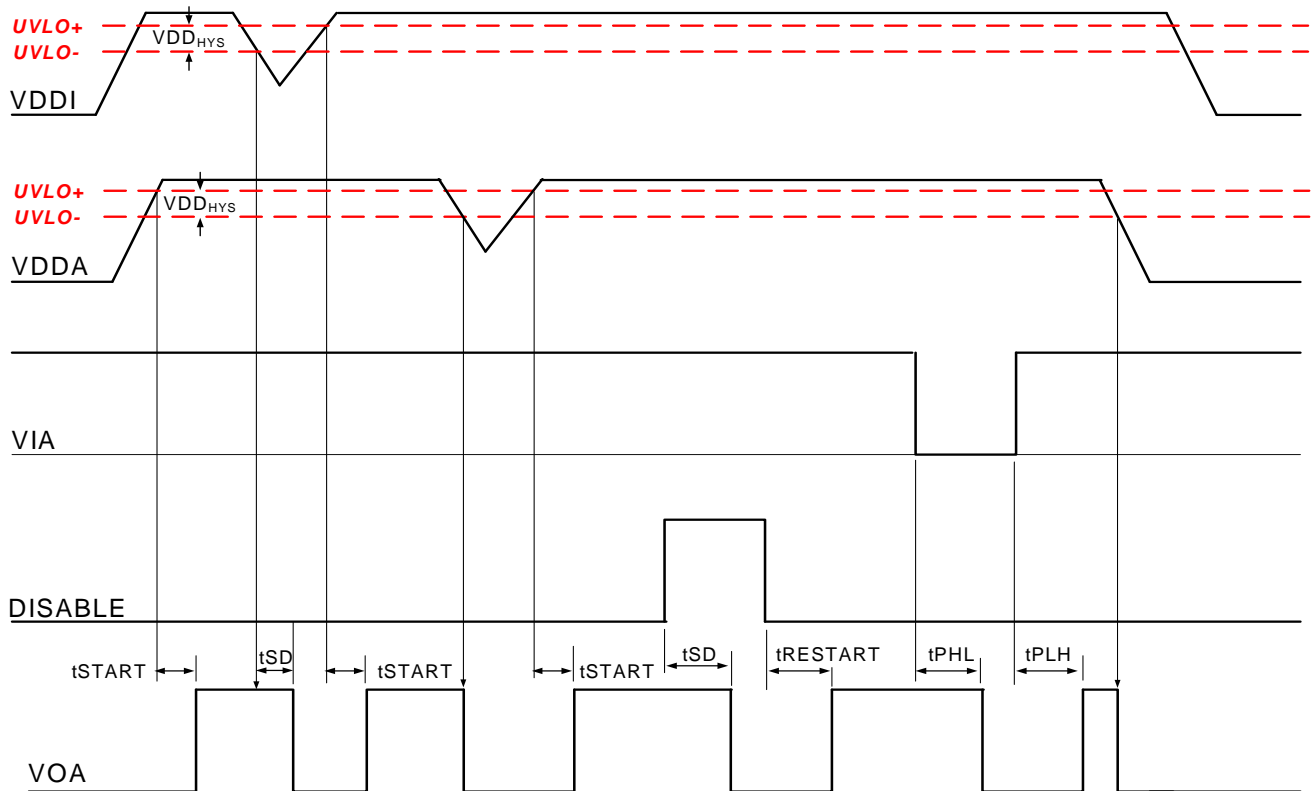 UVLO+
VDDHYS
UVLO-
VDDI
UVLO+
VDDHYS
UVLO-
VDDA
VIA
DISABLE
tSTART
tSD
tSTART
tSTART
tSD
tRESTART
tPHL
tPLH
VOA